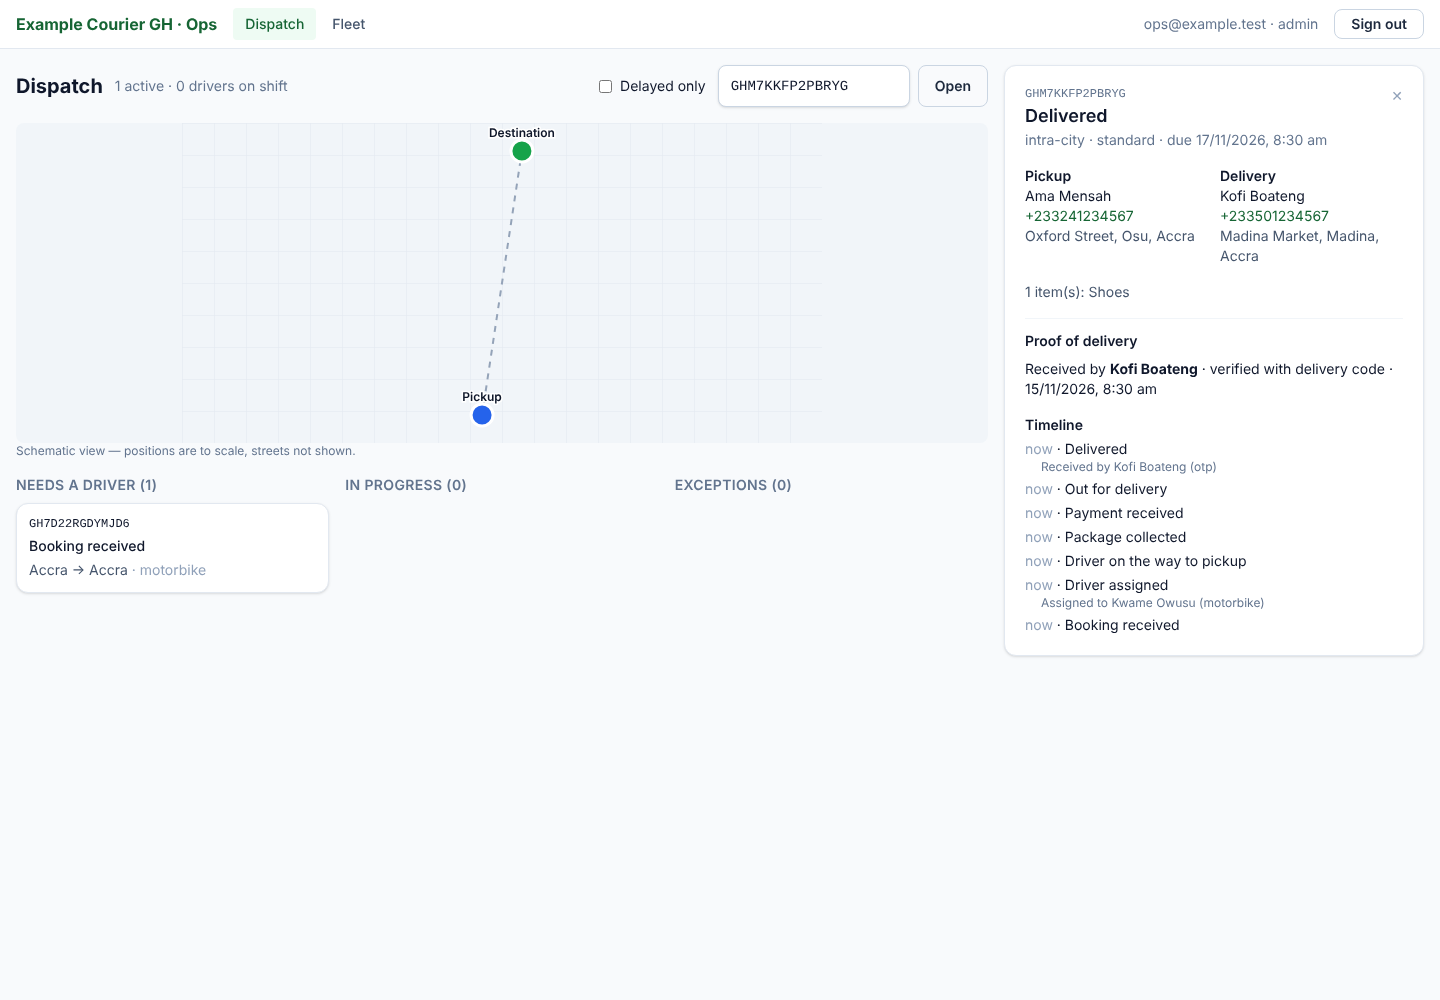 Example Courier GH · Ops
Dispatch
Fleet
ops@example.test · admin
Sign out
Dispatch
1 active · 0 drivers on shift
Delayed only
GHM7KKFP2PBRYG
Open
Destination
Pickup
Schematic view — positions are to scale, streets not shown.
NEEDS A DRIVER (1)
IN PROGRESS (0)
EXCEPTIONS (0)
GH7D22RGDYMJD6
Booking received
Accra → Accra · motorbike
GHM7KKFP2PBRYG
×
Delivered
intra-city · standard · due 17/11/2026, 8:30 am
Pickup
Ama Mensah
+233241234567
Oxford Street, Osu, Accra
Delivery
Kofi Boateng
+233501234567
Madina Market, Madina,
Accra
1 item(s): Shoes
Proof of delivery
Received by Kofi Boateng · verified with delivery code ·
15/11/2026, 8:30 am
Timeline
now · Delivered
Received by Kofi Boateng (otp)
now · Out for delivery
now · Payment received
now · Package collected
now · Driver on the way to pickup
now · Driver assigned
Assigned to Kwame Owusu (motorbike)
now · Booking received